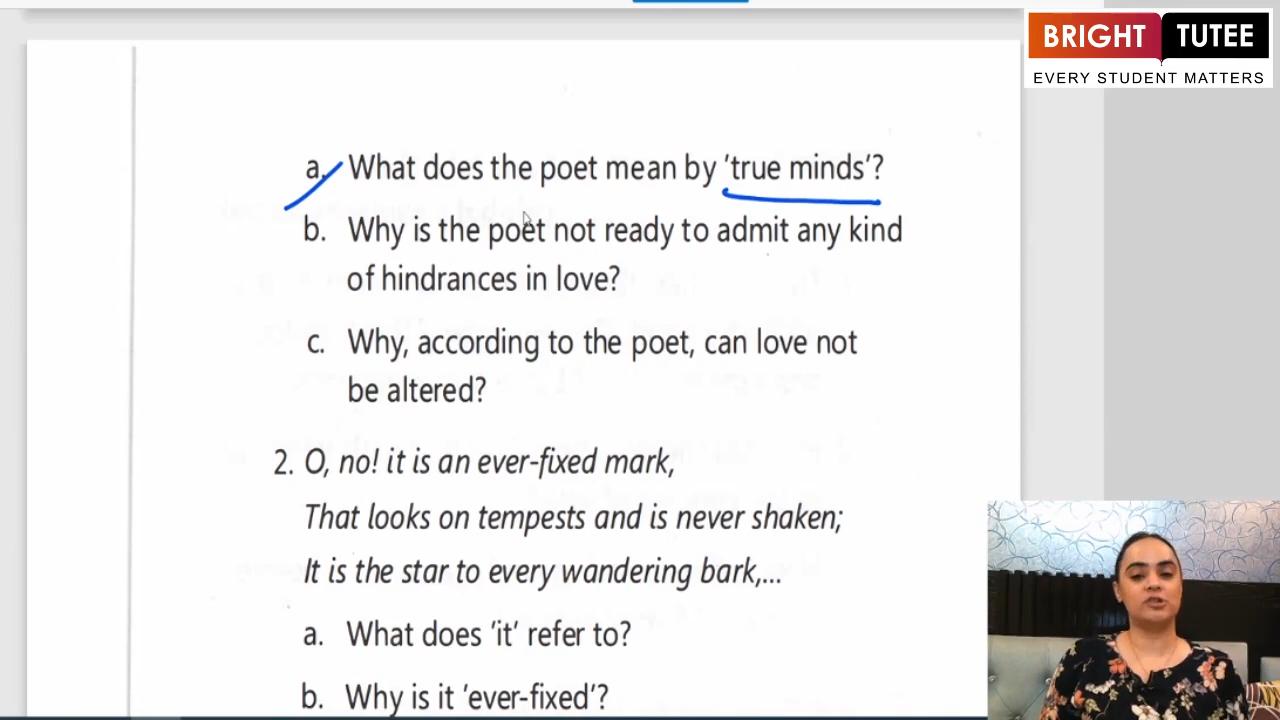 BRIGHT TUTEE
EVERY STUDENT MATTERS
a. What does the poet mean by 'true minds'?
b. Why is the poet not ready to admit any kind
of hindrances in love?
c. Why, according to the poet, can love not
be altered?
2. O, no! it is an ever-fixed mark,
That looks on tempests and is never shaken;
It is the star to every wandering bark,...
a. What does 'it' refer to?
b. Why is it 'ever-fixed'?